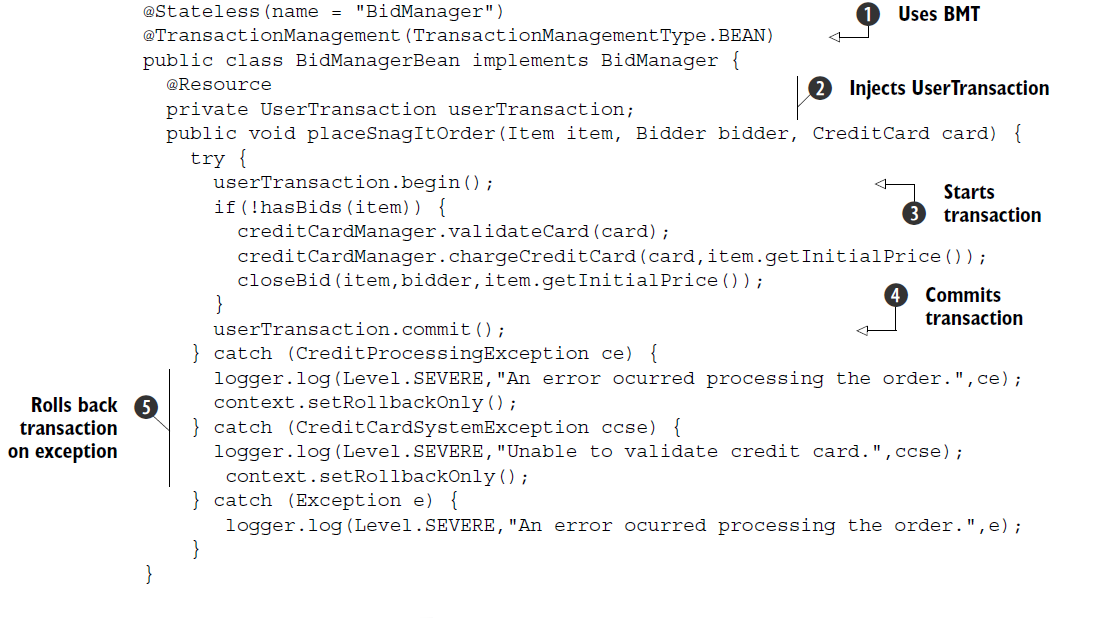 @Stateless(name = "BidManager")
1 Uses BMT
@TransactionManagement(TransactionManagementType.BEAN)
public class BidManagerBean implements BidManager {
@Resource
2 Injects UserTransaction
private UserTransaction userTransaction;
public void placeSnagItOrder(Item item, Bidder bidder, CreditCard card) {
try {
userTransaction.begin();
3 Starts
transaction
if(!hasBids(item)) {
creditCardManager.validateCard(card);
creditCardManager.chargeCreditCard(card,item.getInitialPrice());
closeBid(item,bidder,item.getInitialPrice());
}
4 Commits
transaction
userTransaction.commit();
} catch (CreditProcessingException ce) {
logger.log(Level.SEVERE,"An error ocurred processing the order.",ce);
context.setRollbackOnly();
} catch (CreditCardSystemException ccse) {
logger.log(Level.SEVERE,"Unable to validate credit card.",ccse);
context.setRollbackOnly();
Rolls back 5
transaction
on exception
} catch (Exception e) {
logger.log(Level.SEVERE,"An error ocurred processing the order.",e);
}
}